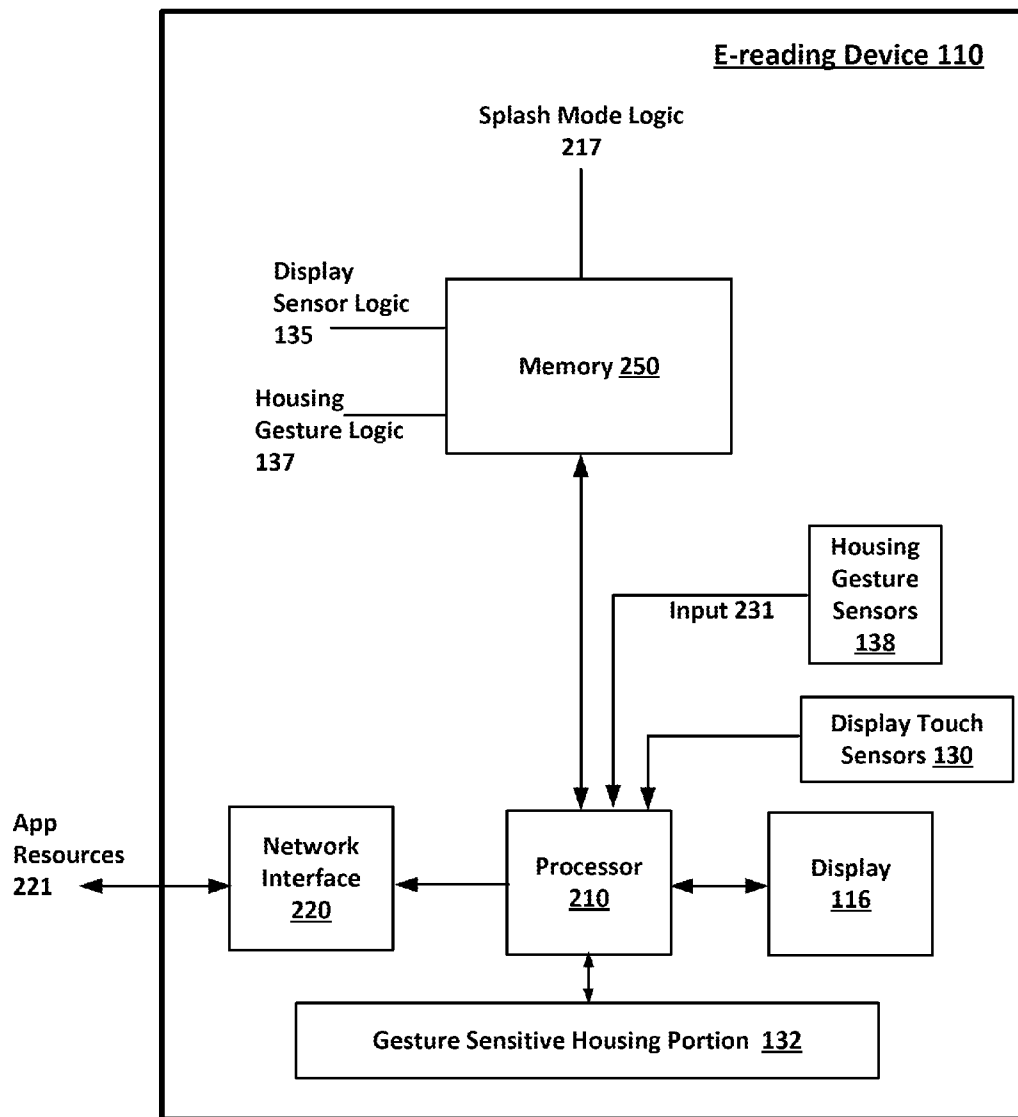 E-reading Device 110
Splash Mode Logic
217
Display
Sensor Logic
135
Memory 250
Housing
Gesture Logic
137
Housing
Gesture
Sensors
138
Input 231
Display Touch
Sensors 130
App
Resources
221
Network
Interface
220
Processor
210
Display
116
Gesture Sensitive Housing Portion 132